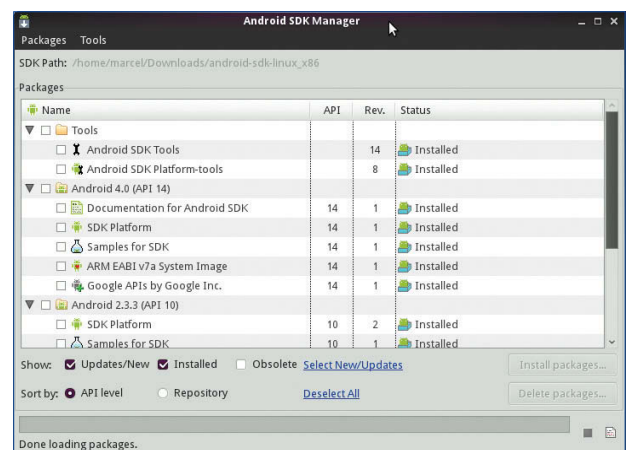 Android SDK Manager
Packages Tools
SDK Path: /home/marcel/Downloads/android-sdk-linux_x86
Packages
Name API Rev. Status
Tools
Android SDK Tools 14 Installed
Android SDK Platform-tools 8 Installed
Android 4.0 (API 14)
Documentation for Android SDK 14 1 Installed
SDK Platform 14 1 Installed
Samples for SDK 14 1 Installed
ARM EABI v7a System Image 14 1 Installed
Google APIs by Google Inc. 14 1 Installed
Android 2.3.3 (API 10)
SDK Platform 10 2 Installed
Samples for SDK 10 1 Installed
Show: Updates/New Installed Obsolete Select New/Updates Install packages...
Sort by: API level Repository Deselect All Delete packages...
Done loading packages.